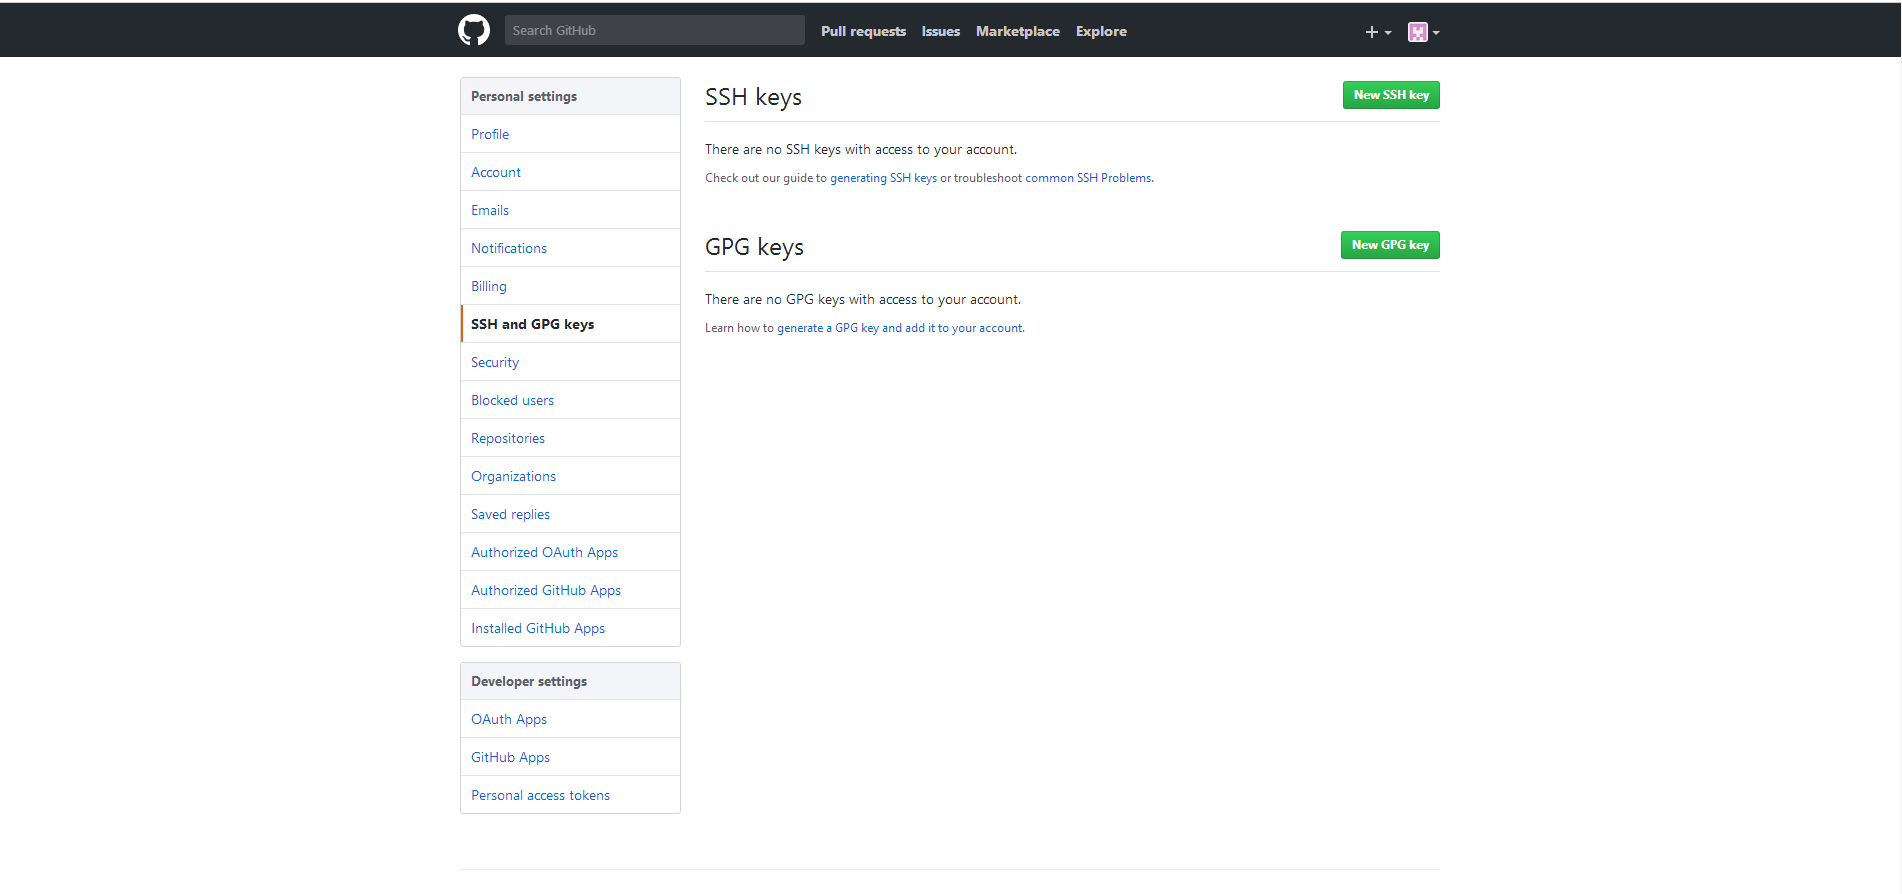 Search GitHub
Pull requests Issues Marketplace Explore
Personal settings
Profile
Account
Emails
Notifications
Billing
SSH and GPG keys
Security
Blocked users
Repositories
Organizations
Saved replies
Authorized OAuth Apps
Authorized GitHub Apps
Installed GitHub Apps
Developer settings
OAuth Apps
GitHub Apps
Personal access tokens
SSH keys
New SSH key
There are no SSH keys with access to your account.
Check out our guide to generating SSH keys or troubleshoot common SSH Problems.
GPG keys
New GPG key
There are no GPG keys with access to your account.
Learn how to generate a GPG key and add it to your account.